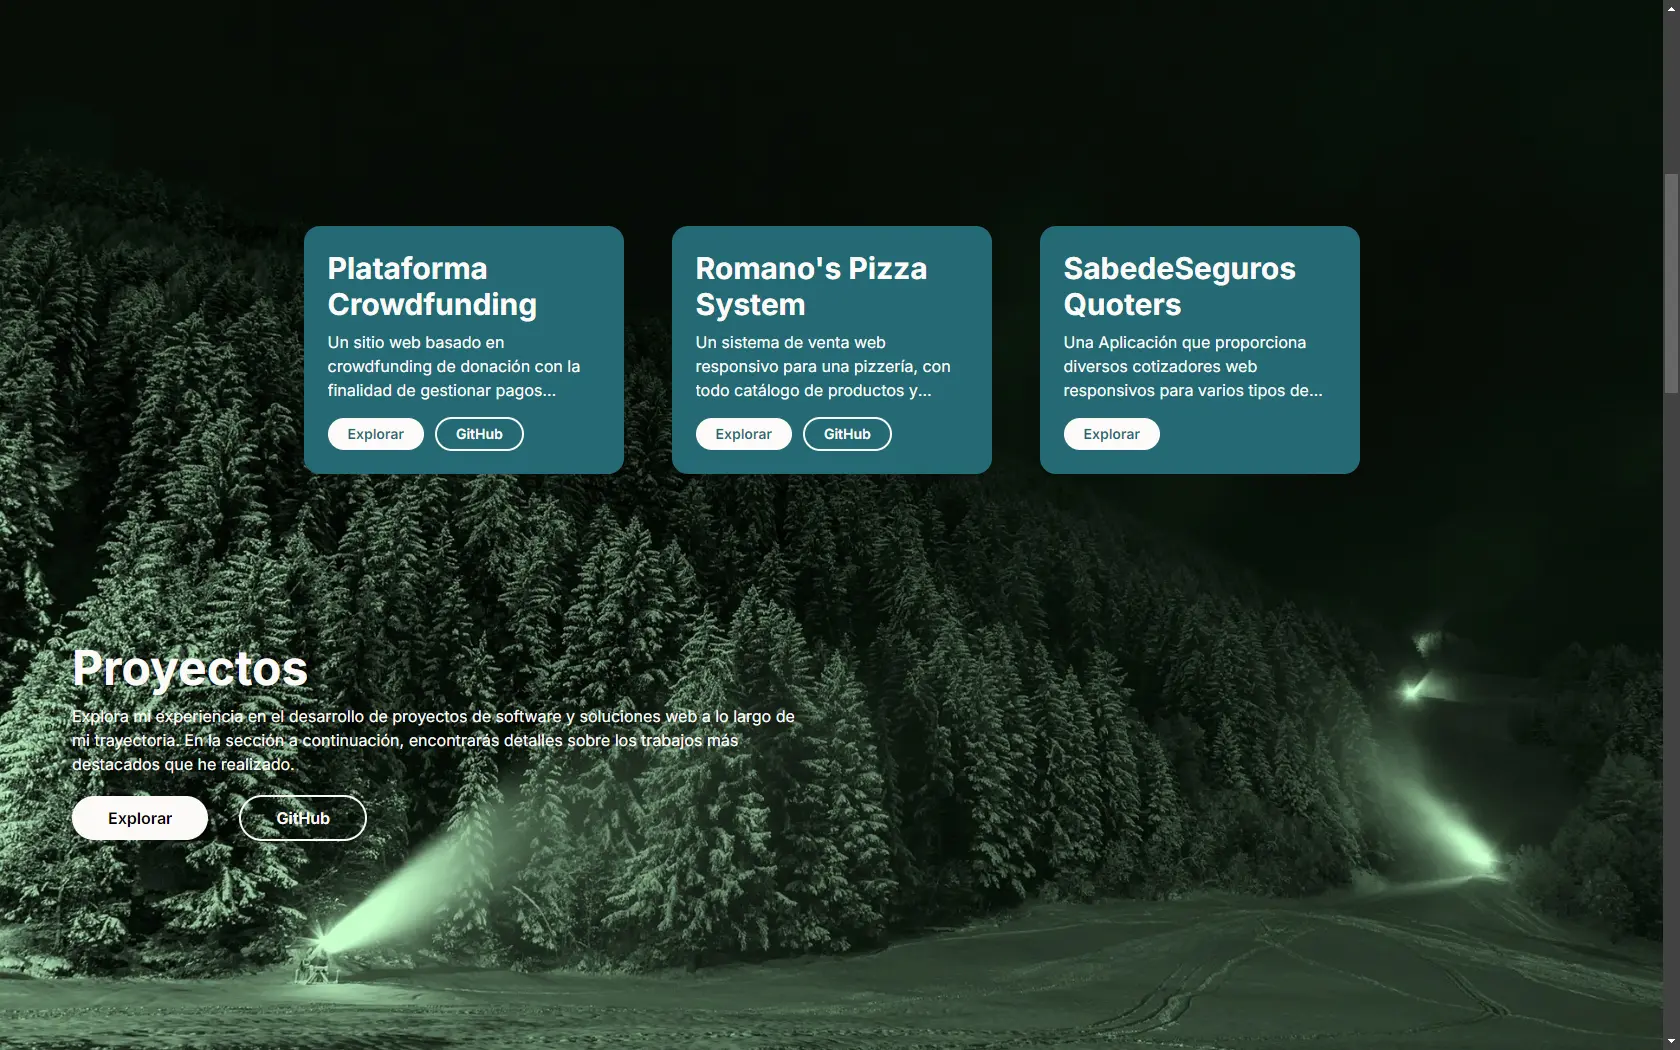 Plataforma
Crowdfunding
Un sitio web basado en
crowdfunding de donación con la
finalidad de gestionar pagos...
Explorar
GitHub
Romano's Pizza
System
Un sistema de venta web
responsivo para una pizzería, con
todo catálogo de productos y...
Explorar
GitHub
SabedeSeguros
Quoters
Una Aplicación que proporciona
diversos cotizadores web
responsivos para varios tipos de...
Explorar
Proyectos
Explora mi experiencia en el desarrollo de proyectos de software y soluciones web a lo largo de
mi trayectoria. En la sección a continuación, encontrarás detalles sobre los trabajos más
destacados que he realizado.
Explorar
GitHub